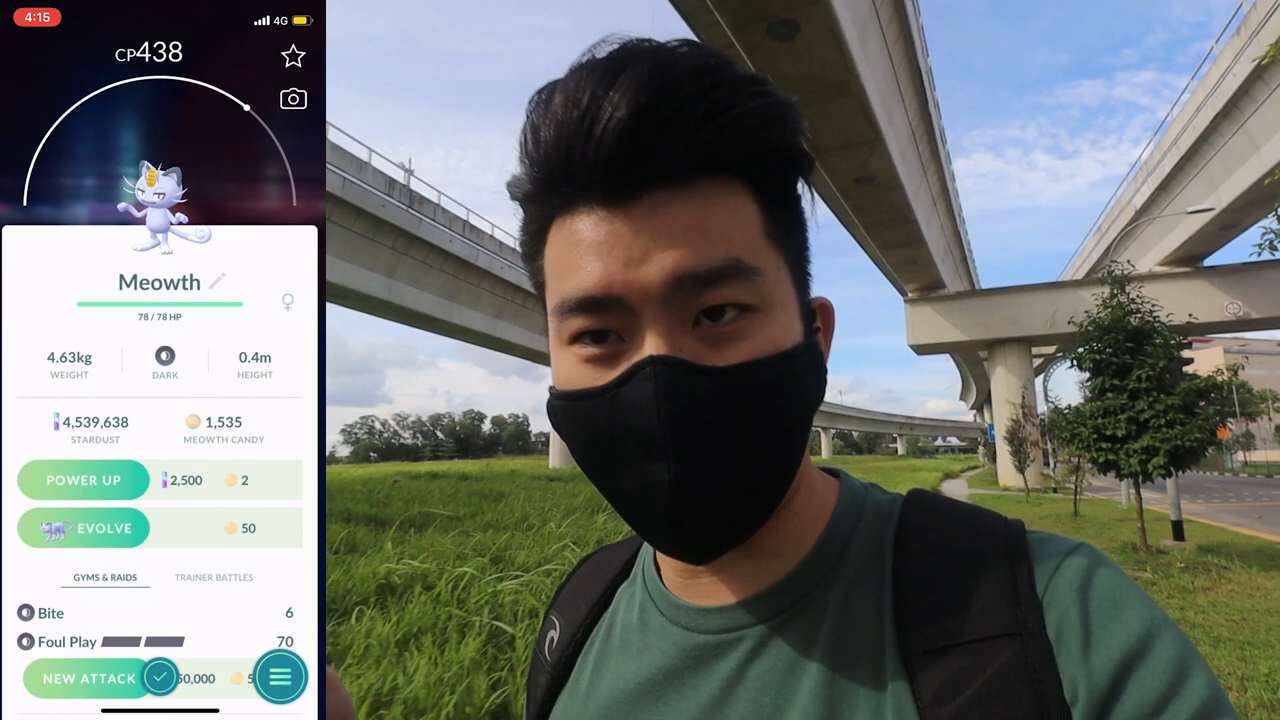 4:15
4G
CP438
Meowth
78 / 78 HP
4.63kg
WEIGHT
DARK
0.4m
HEIGHT
4,539,638
STARDUST
1,535
MEOWTH CANDY
POWER UP 2,500 2
EVOLVE 50
GYMS & RAIDS TRAINER BATTLES
Bite 6
Foul Play 70
NEW ATTACK